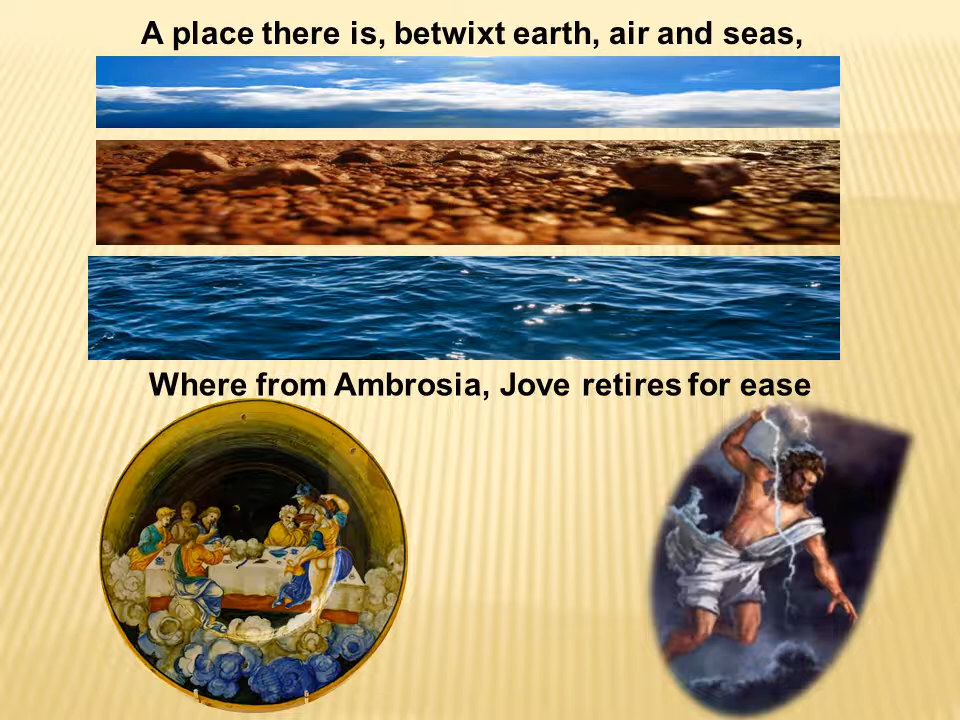 A place there is, betwixt earth, air and seas,
Where from Ambrosia, Jove retires for ease